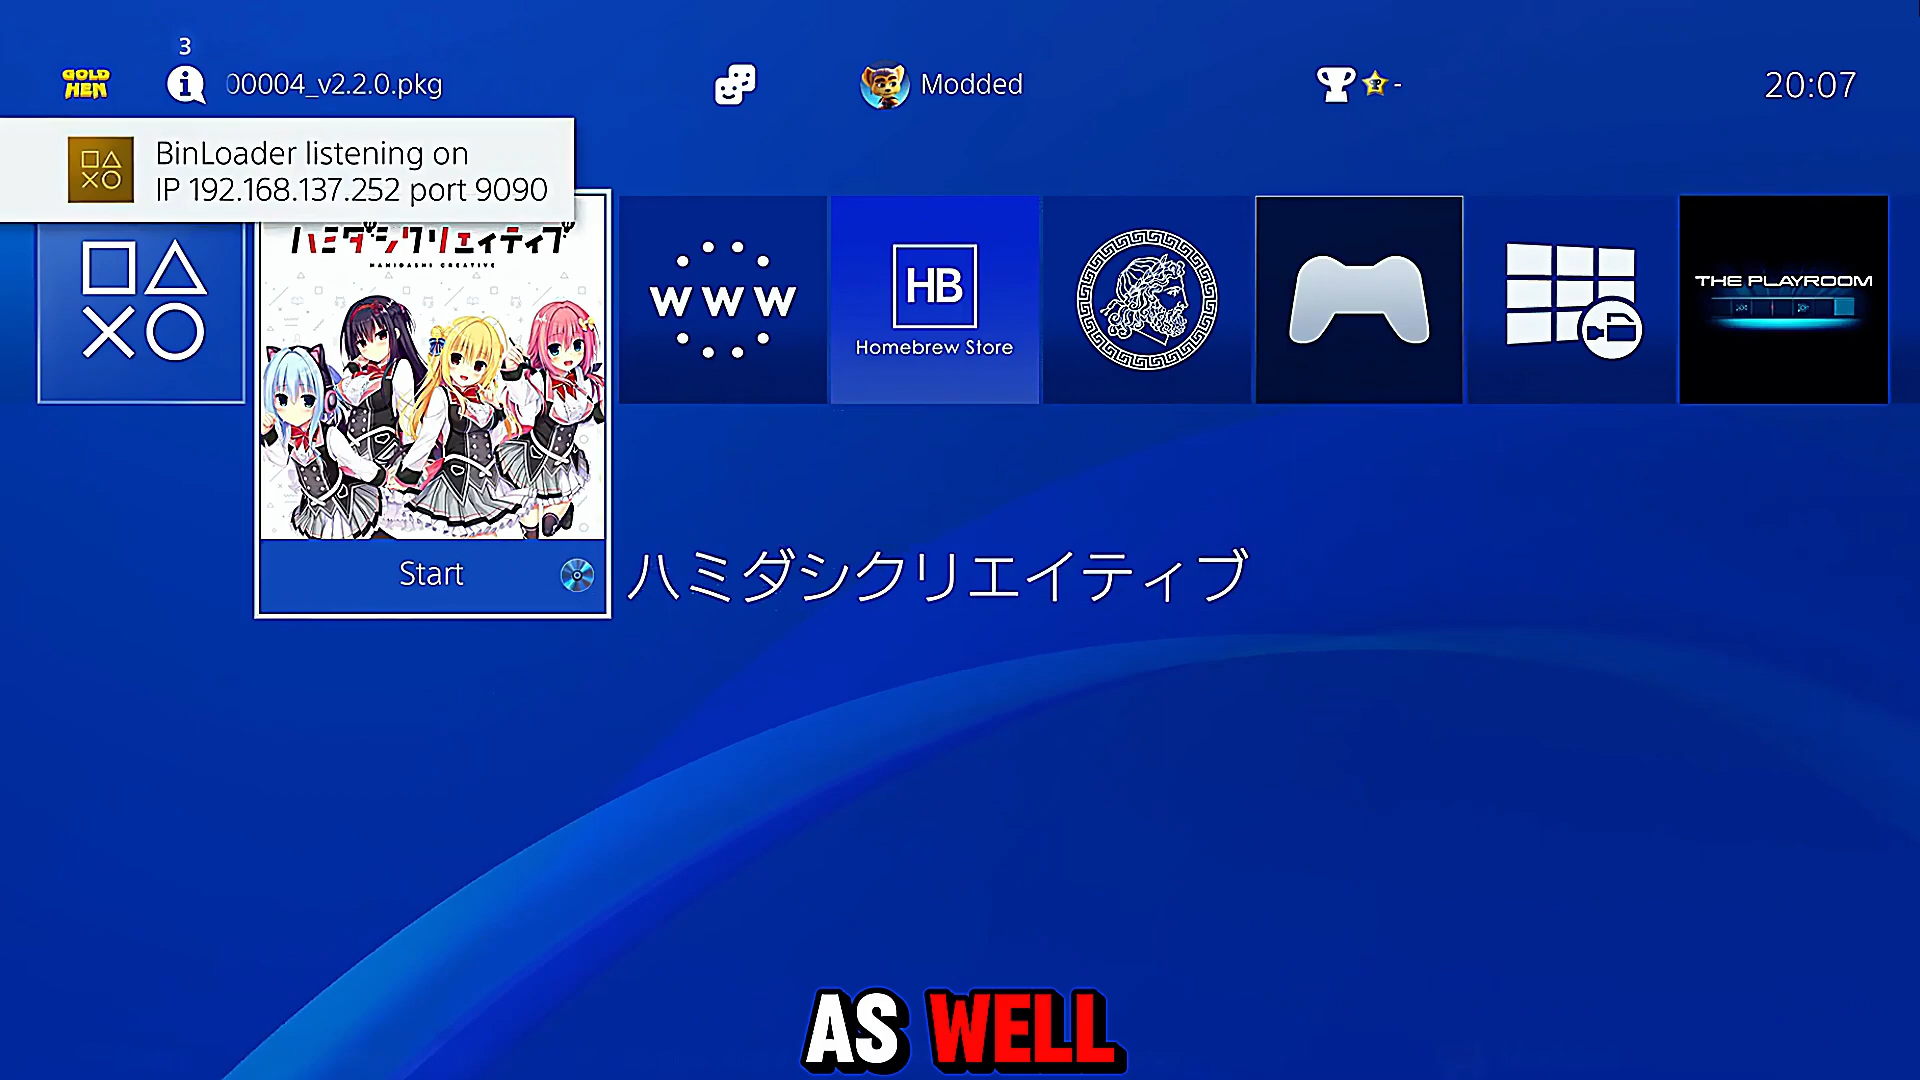 3
GOLD
HEN
00004_v2.2.0.pkg
Modded
-
20:07
BinLoader listening on
IP 192.168.137.252 port 9090
ハミダシクリエイティブ
HAMIDASHI CREATIVE
WWW
HB
Homebrew Store
THE PLAYROOM
Start
ハミダシクリエイティブ
AS WELL